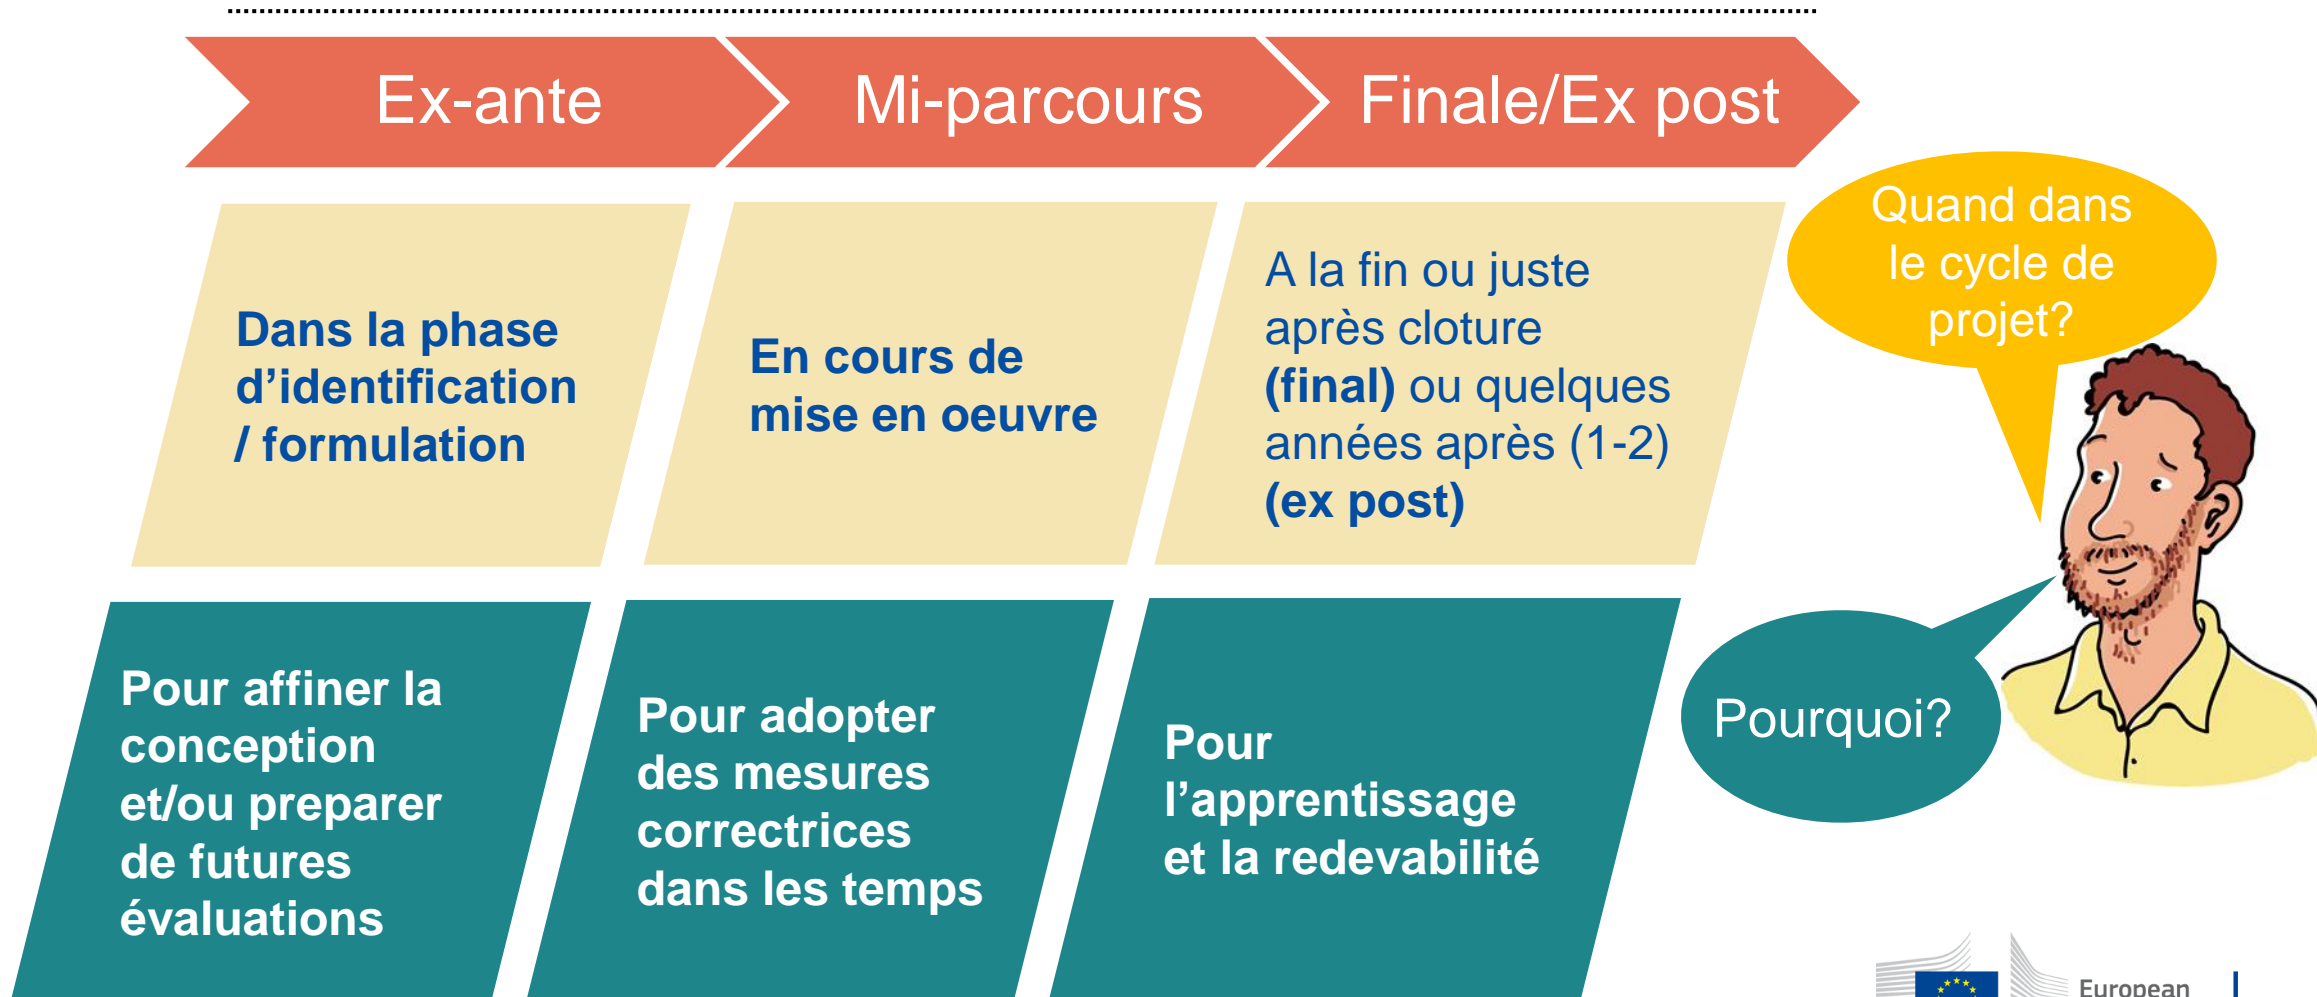 Ex-ante
Mi-parcours
Finale/Ex post
Quand dans
le cycle de
projet?
Dans la phase
d’identification
/ formulation
En cours de
mise en oeuvre
A la fin ou juste
après cloture
(final) ou quelques
années après (1-2)
(ex post)
Pourquoi?
Pour affiner la
conception
et/ou preparer
de futures
évaluations
Pour adopter
des mesures
correctrices
dans les temps
Pour
l’apprentissage
et la redevabilité
European